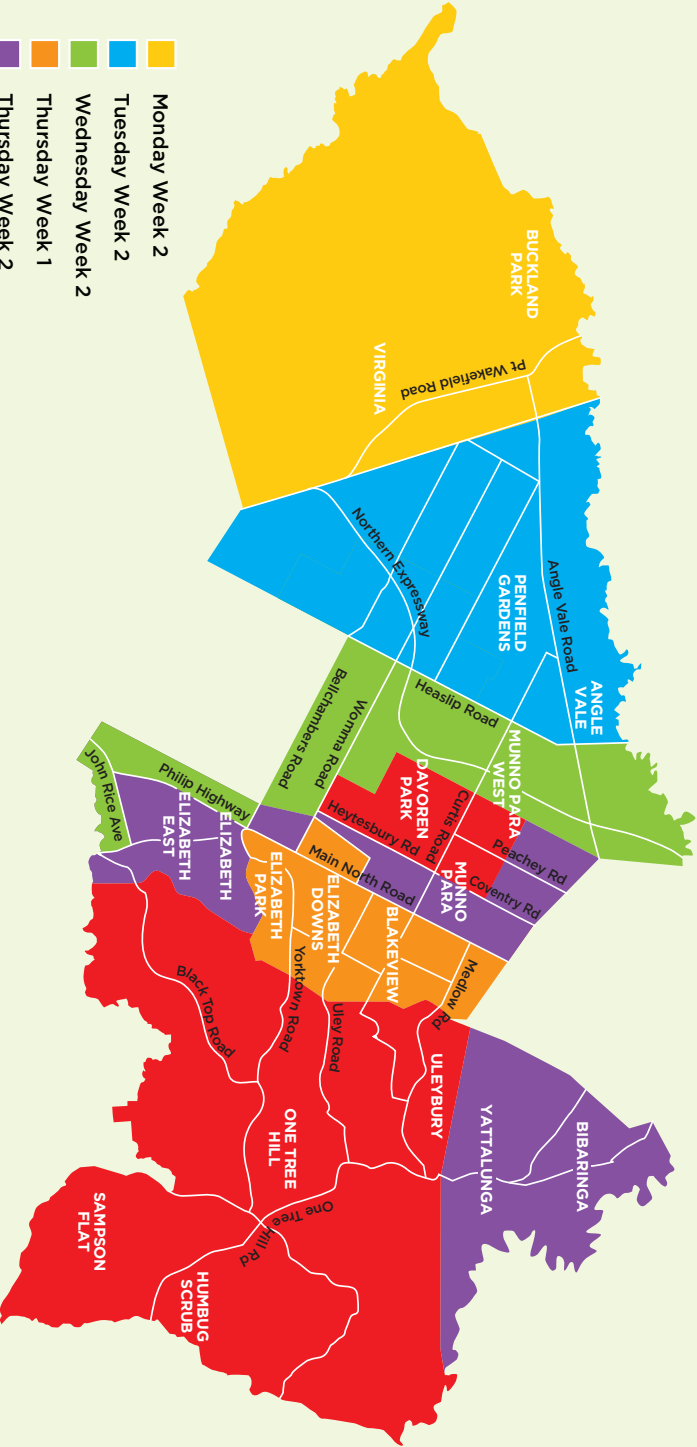 Monday Week 2
Tuesday Week 2
Wednesday Week 2
Thursday Week 1
Thursday Week 2
BUCKLAND
PARK
VIRGINIA
Pt Wakefield Road
Northern Expressway
PENFIELD
GARDENS
Angle Vale Road
ANGLE
VALE
Heaslip Road
Bellchambers Road
Womma Road
MUNNO PARA
WEST
DAVOREN
PARK
Curtis Road
Heytesbury Rd
Peachey Rd
Coventry Rd
MUNNO
PARA
Philip Highway
John Rice Ave
ELIZABETH
EAST
ELIZABETH
ELIZABETH
PARK
Main North Road
ELIZABETH
DOWNS
BLAKEVIEW
Medlow Rd
Yorktown Road
Uley Road
Black Top Road
ULEYBURY
YATTALUNGA
BIBARINGA
ONE TREE
HILL
One Tree Hill Rd
SAMPSON
FLAT
HUMBUG
SCRUB